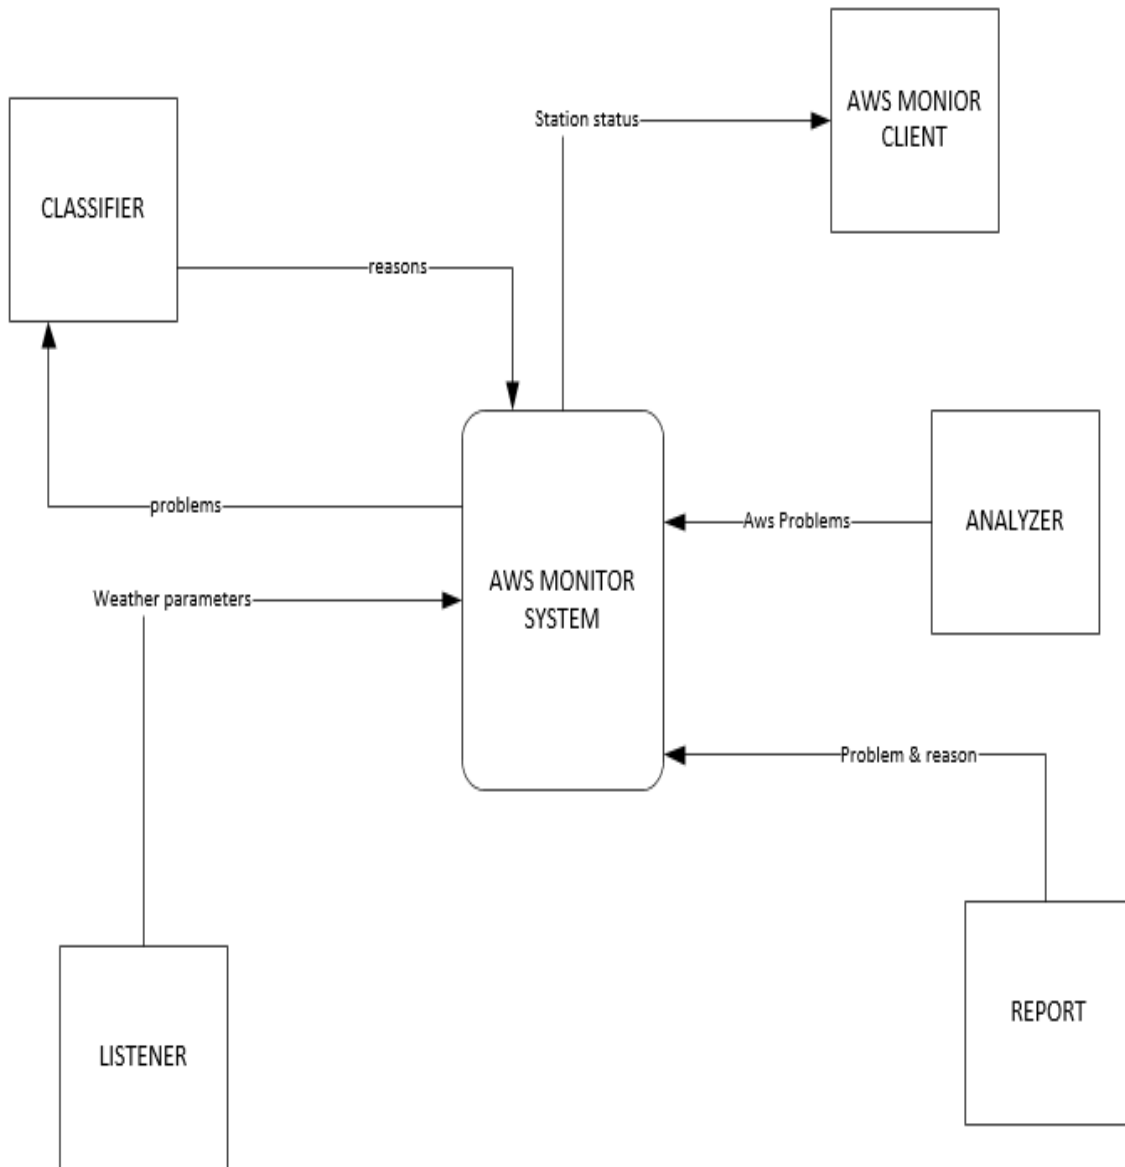 AWS MONIOR
CLIENT
Station status
CLASSIFIER
reasons
problems
Aws Problems
ANALYZER
AWS MONITOR
SYSTEM
Weather parameters
Problem & reason
REPORT
LISTENER